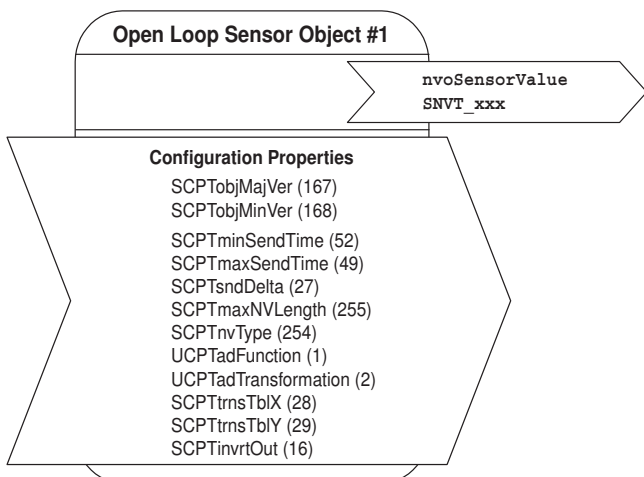 Open Loop Sensor Object #1
nvoSensorValue
SNVT_xxx
Configuration Properties
SCPTobjMajVer (167)
SCPTobjMinVer (168)
SCPTminSendTime (52)
SCPTmaxSendTime (49)
SCPTsndDelta (27)
SCPTmaxNVLength (255)
SCPTnvType (254)
UCPTadFunction (1)
UCPTadTransformation (2)
SCPTtrnsTblX (28)
SCPTtrnsTblY (29)
SCPTinvrtOut (16)